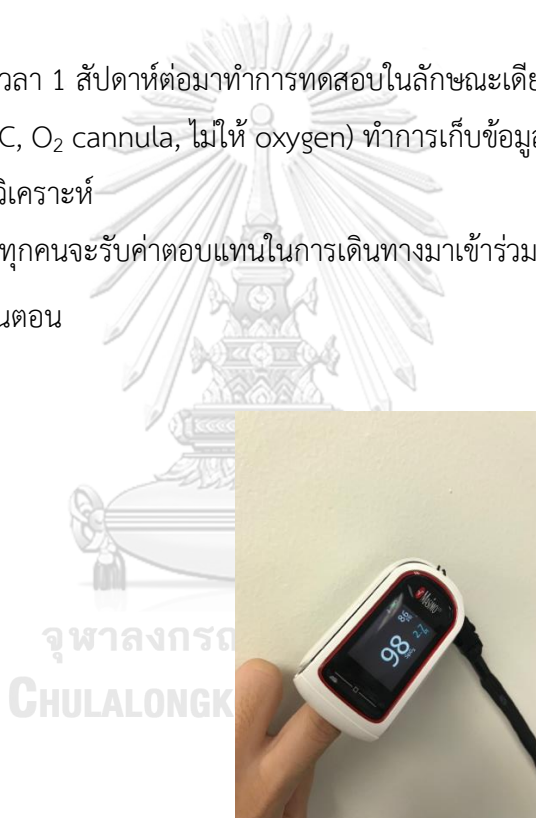 วลา 1 สัปดาห์ต่อมาทำการทดสอบในลักษณะเดีย
C, O₂ cannula, ไม่ให้ oxygen) ทำการเก็บข้อมูล
วิเคราะห์
ทุกคนจะรับค่าตอบแทนในการเดินทางมาเข้าร่วม
นตอน
จุฬาลงกรณ
CHULALONGK
Masimo
86
2.7
98